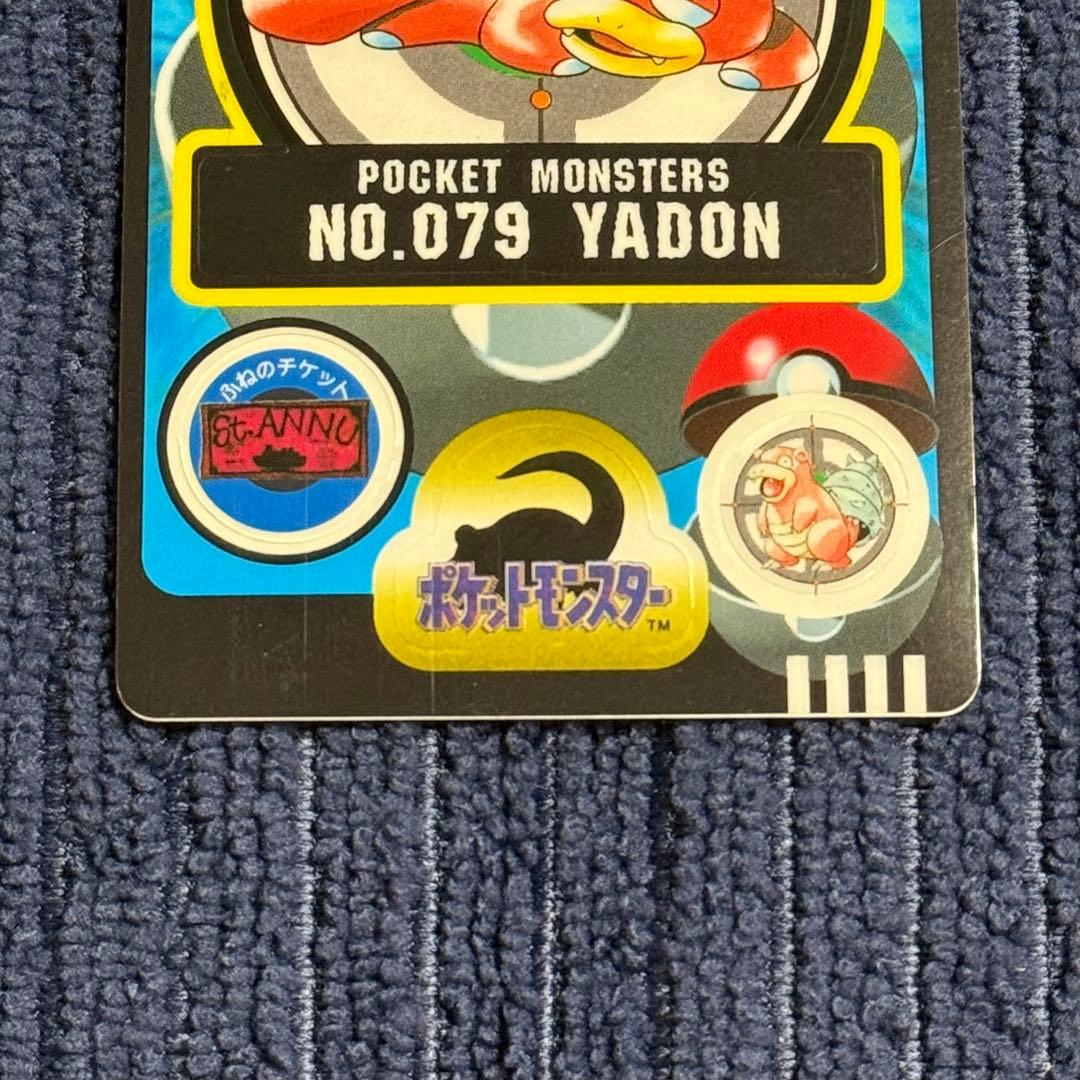 POCKET MONSTERS
NO.079 YADON
ふねのチケット
St.ANNO
ポケットモンスター
TM